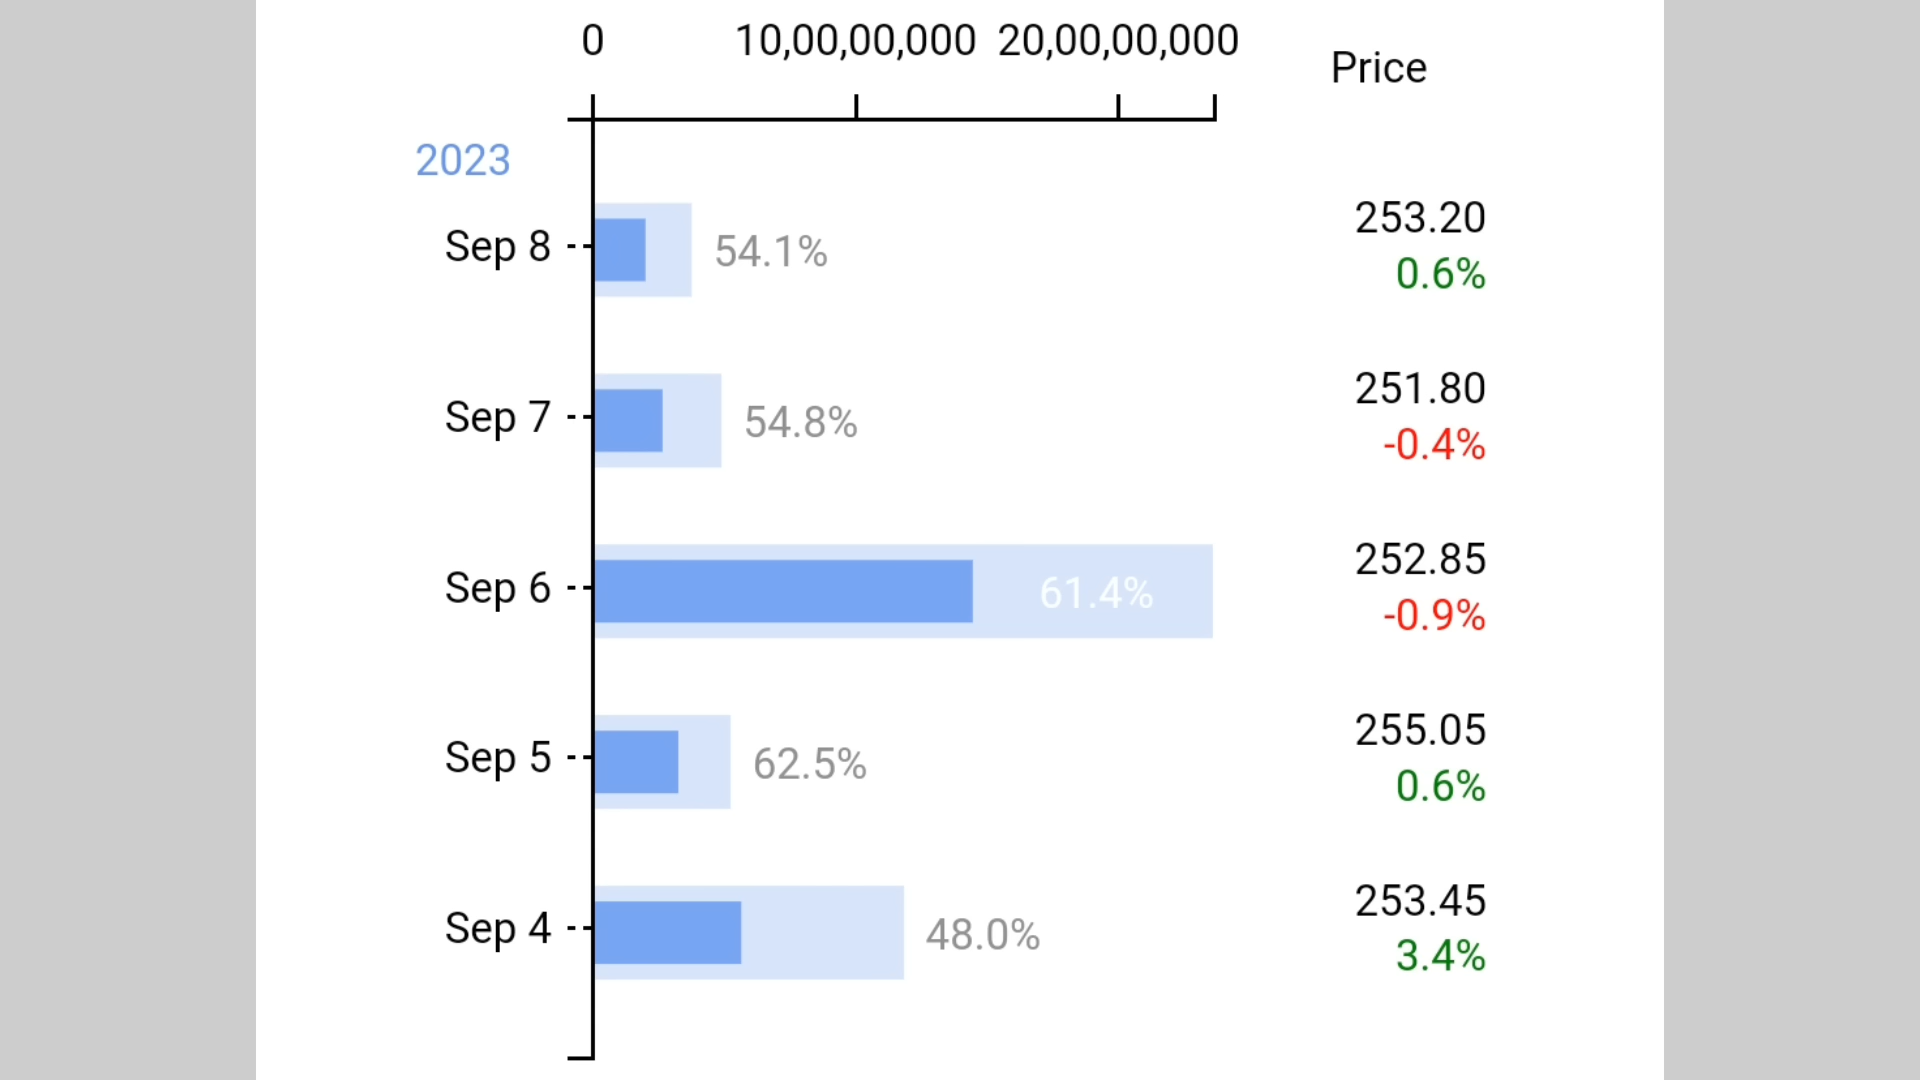 0 10,00,00,000 20,00,00,000
Price
2023
Sep 8 54.1% 253.20
0.6%
Sep 7 54.8% 251.80
-0.4%
Sep 6 61.4% 252.85
-0.9%
Sep 5 62.5% 255.05
0.6%
Sep 4 48.0% 253.45
3.4%